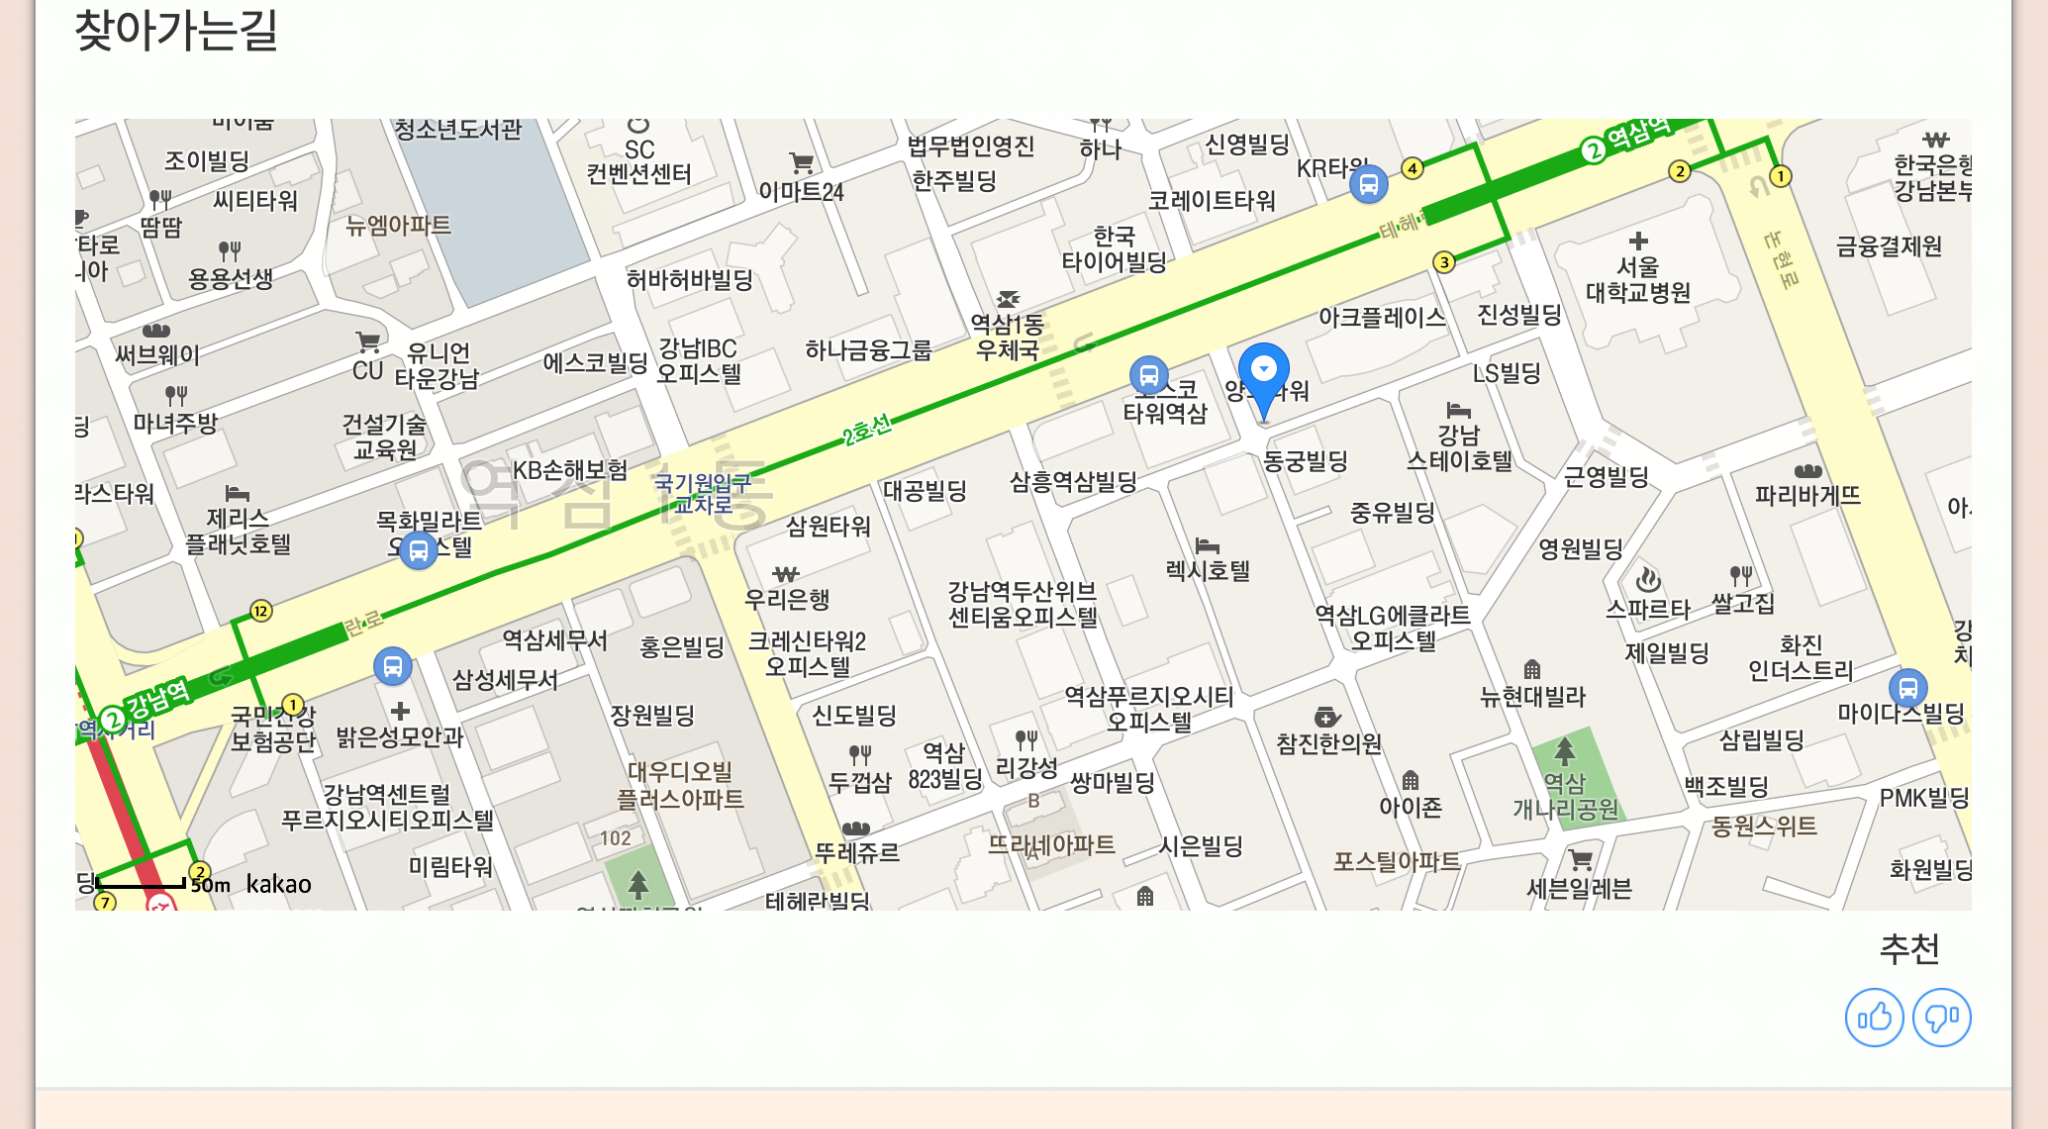 찾아가는길
청소년도서관
조이빌딩
씨티타워
땀땀
뉴엠아파트
용용선생
SC
컨벤션센터
이마트24
법무법인영진
한주빌딩
하나
신영빌딩
코레이트타워
4
2 역삼역
2
1
한국은행
강남본부
금융결제원
논현로
한국
타이어빌딩
3
서울
대학교병원
허바허바빌딩
역삼1동
우체국
아크플레이스
진성빌딩
써브웨이
CU
유니언
타운강남
에스코빌딩
강남IBC
오피스텔
하나금융그룹
LS빌딩
마녀주방
건설기술
교육원
타워역삼
강남
스테이호텔
2호선
KB손해보험
역삼1동
국기원입구
교차로
대공빌딩
삼흥역삼빌딩
동궁빌딩
근영빌딩
파리바게뜨
라스타워
제리스
플래닛호텔
목화밀라트
삼원타워
중유빌딩
영원빌딩
우리은행
렉시호텔
강남역두산위브
센티움오피스텔
스파르타
쌀고집
12
란로
역삼세무서
홍은빌딩
크레신타워2
오피스텔
역삼LG에클라트
오피스텔
제일빌딩
화진
인더스트리
삼성세무서
2 강남역
1
국민건강
보험공단
밝은성모안과
장원빌딩
신도빌딩
역삼푸르지오시티
오피스텔
뉴현대빌라
마이다스빌딩
참진한의원
삼립빌딩
두껍삼
역삼
823빌딩
리강성
쌍마빌딩
대우디오빌
플러스아파트
강남역센트럴
푸르지오시티오피스텔
아이죤
역삼
개나리공원
백조빌딩
PMK빌딩
B
102
뜨라네아파트
시은빌딩
동원스위트
미림타워
뚜레쥬르
포스틸아파트
화원빌딩
2
세븐일레븐
50m kakao
7
테헤란빌딩
추천